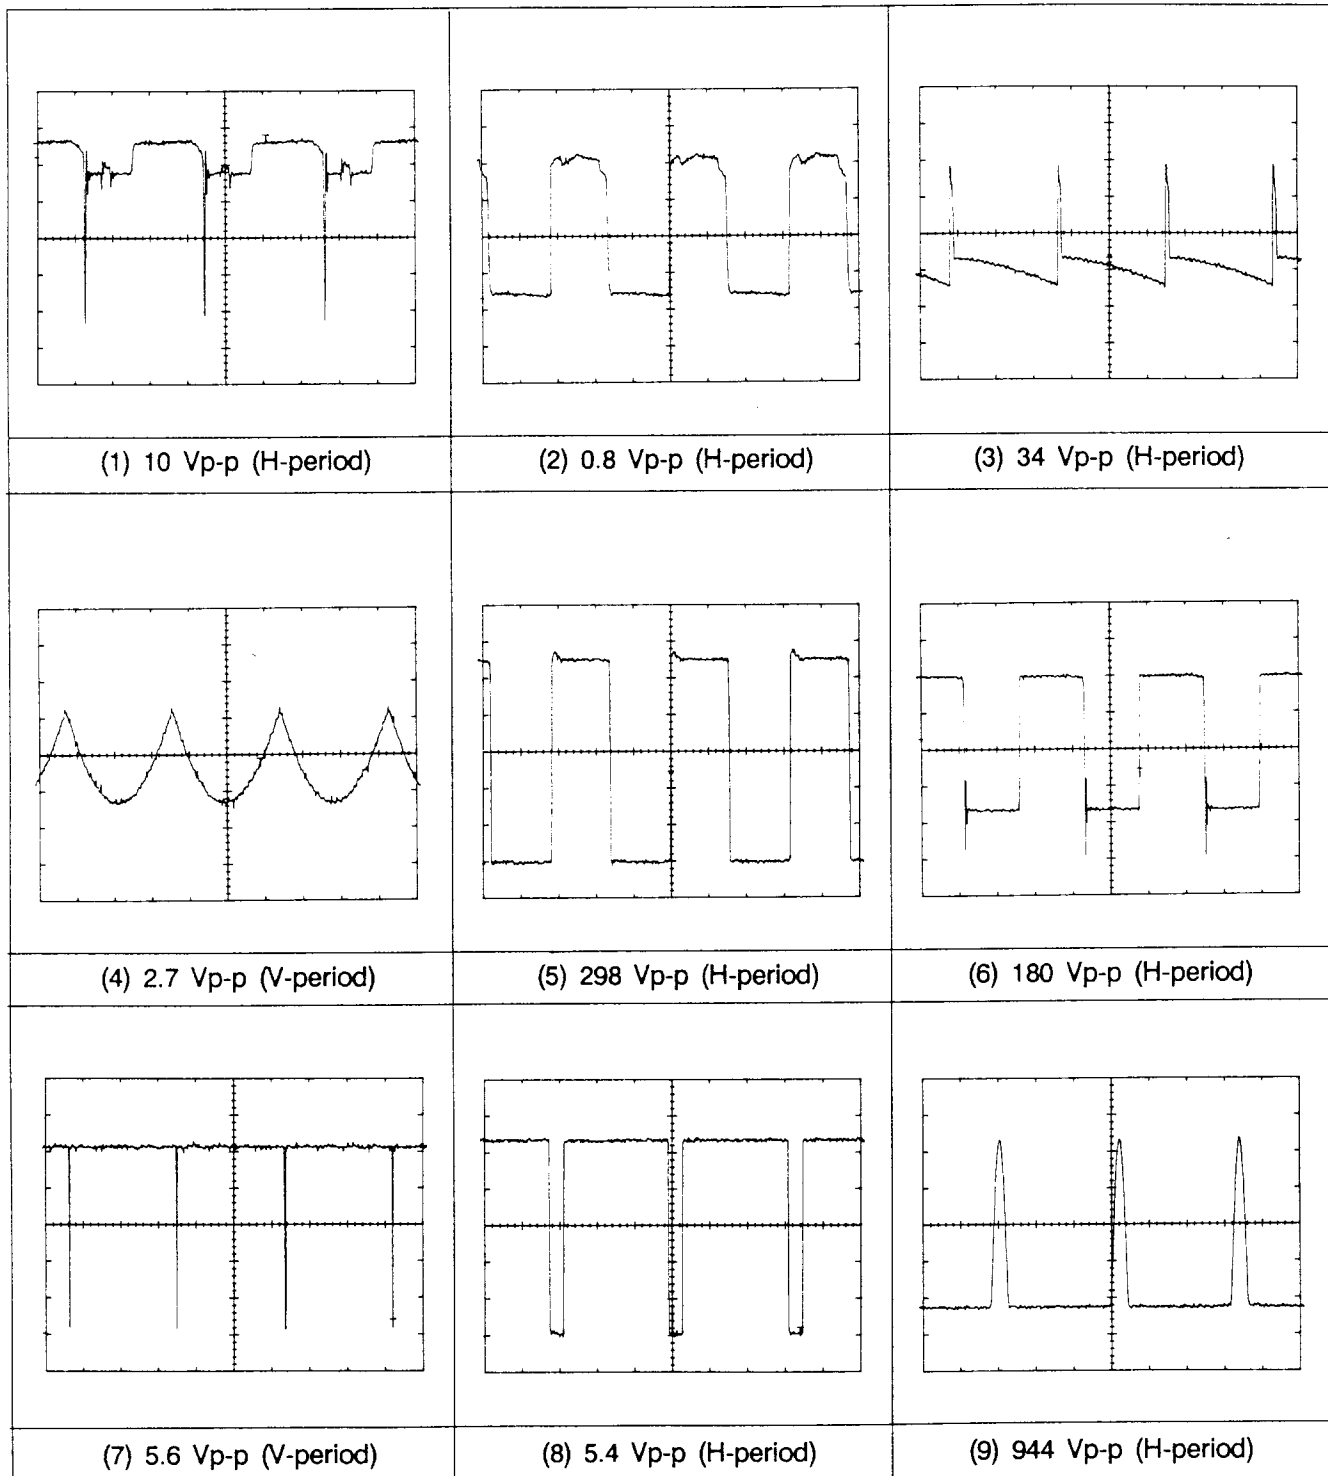 (1) 10 Vp-p (H-period)
(2) 0.8 Vp-p (H-period)
(3) 34 Vp-p (H-period)
(4) 2.7 Vp-p (V-period)
(5) 298 Vp-p (H-period)
(6) 180 Vp-p (H-period)
(7) 5.6 Vp-p (V-period)
(8) 5.4 Vp-p (H-period)
(9) 944 Vp-p (H-period)